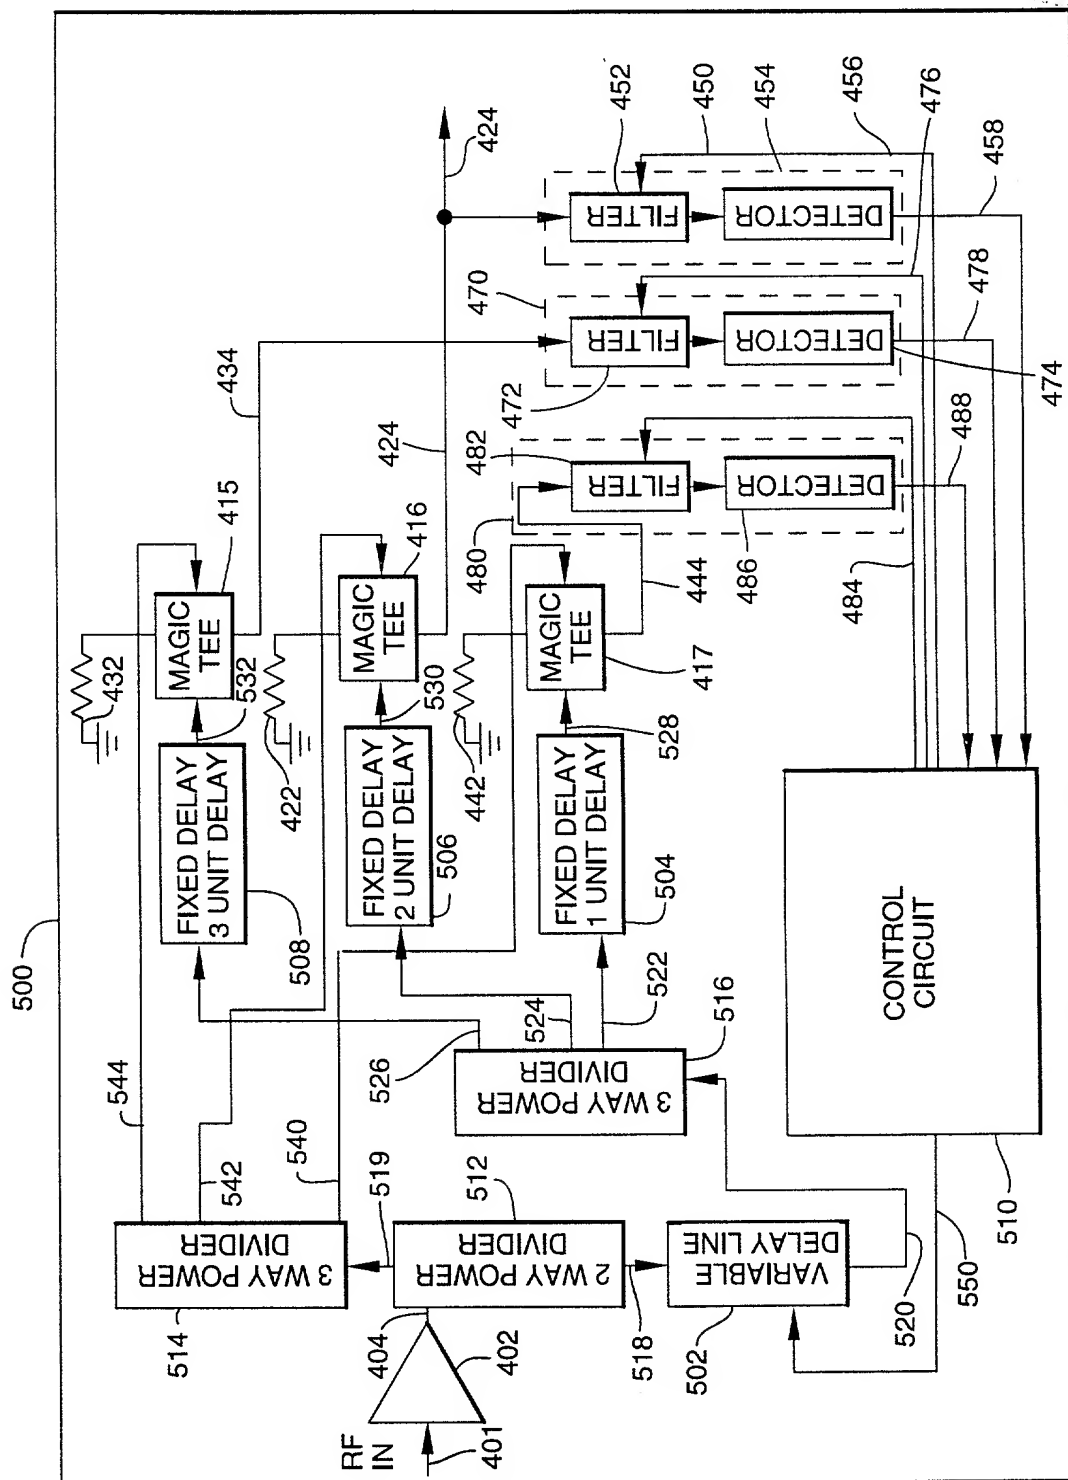 500
544
542
540
519
512
514
3 WAY POWER
DIVIDER
2 WAY POWER
DIVIDER
RF
IN
401
402
404
518
502
VARIABLE
DELAY LINE
520
550
510
CONTROL
CIRCUIT
3 WAY POWER
DIVIDER
516
526
524
522
FIXED DELAY
3 UNIT DELAY
508
FIXED DELAY
2 UNIT DELAY
506
FIXED DELAY
1 UNIT DELAY
504
532
530
528
432
422
442
MAGIC
TEE
415
MAGIC
TEE
416
MAGIC
TEE
417
434
424
424
444
480
482
FILTER
DETECTOR
486
484
488
470
472
FILTER
DETECTOR
474
476
478
452
450
454
456
FILTER
DETECTOR
458